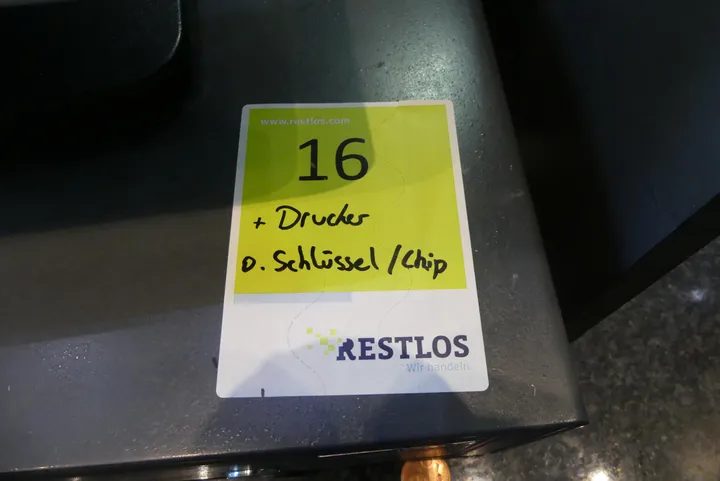 www.restlos.com
16
+ Drucker
o. Schlüssel / Chip
RESTLOS
Wir handeln.